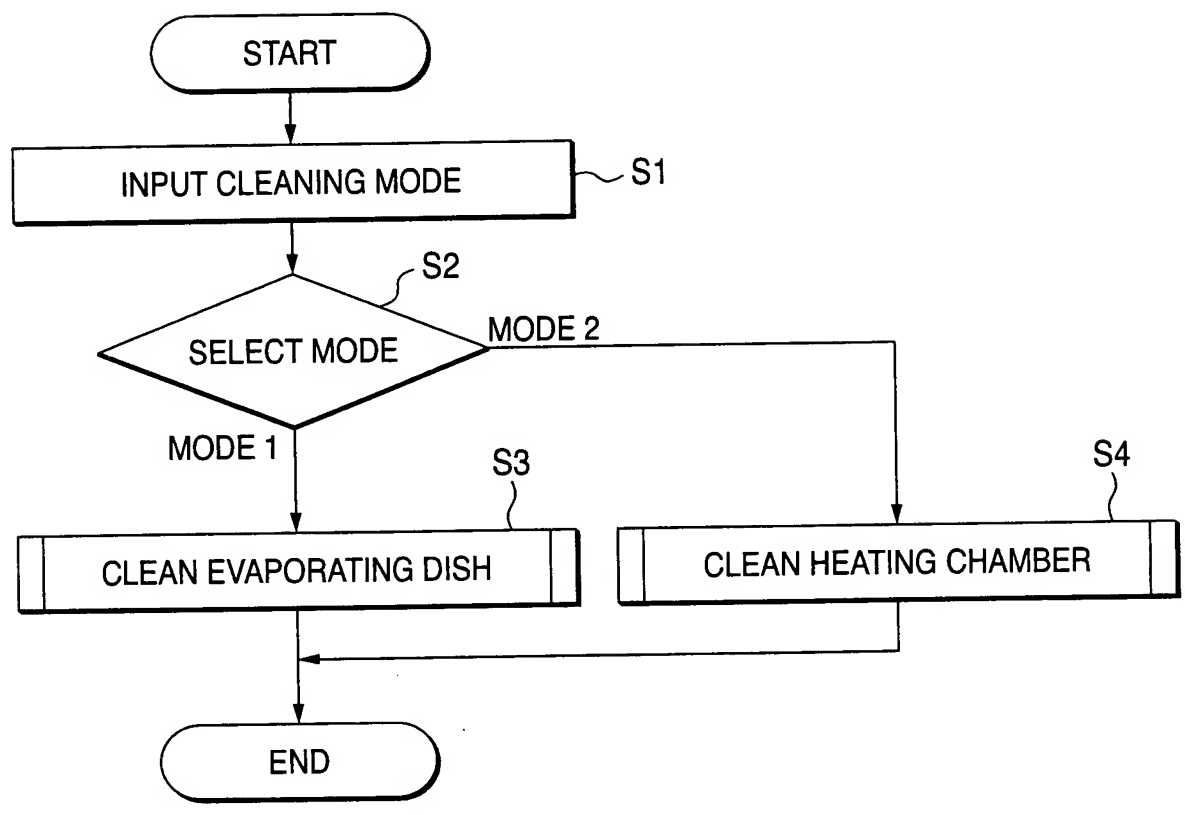 START
INPUT CLEANING MODE
S1
S2
SELECT MODE
MODE 2
MODE 1
S3
S4
CLEAN EVAPORATING DISH
CLEAN HEATING CHAMBER
END